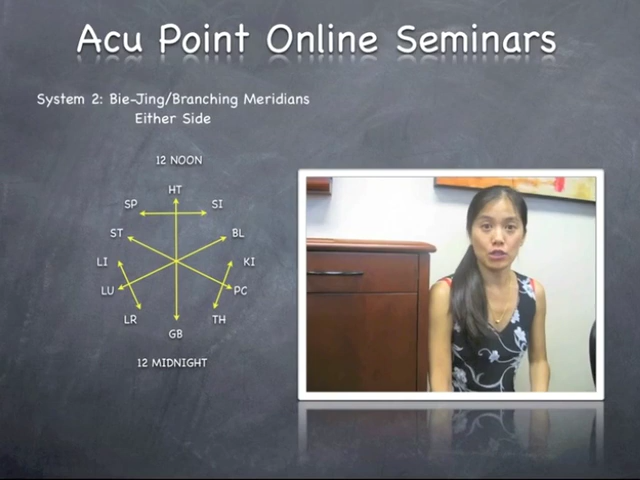 Acu Point Online Seminars
System 2: Bie-Jing/Branching Meridians
Either Side
12 NOON
HT
SP
SI
ST
BL
LI
KI
LU
PC
LR
TH
GB
12 MIDNIGHT